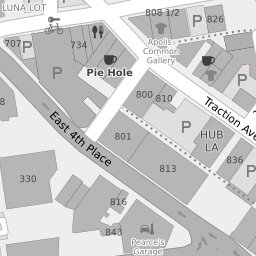 LUNA LOT
808 1/2
P
707
734
P
Apolis
Common
Gallery
P
Pie Hole
800
810
Traction Ave
East 4th Place
801
P
HUB
LA
836
P
813
330
816
P
843
Pearce's
Garage